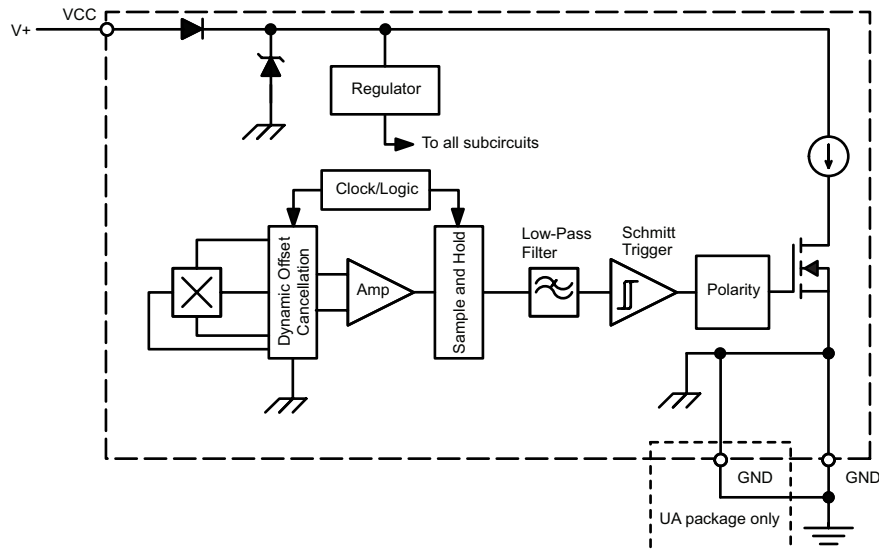 VCC
V+
Regulator
To all subcircuits
Clock/Logic
Dynamic Offset
Cancellation
Amp
Sample and Hold
Low-Pass
Filter
Schmitt
Trigger
Polarity
GND
GND
UA package only